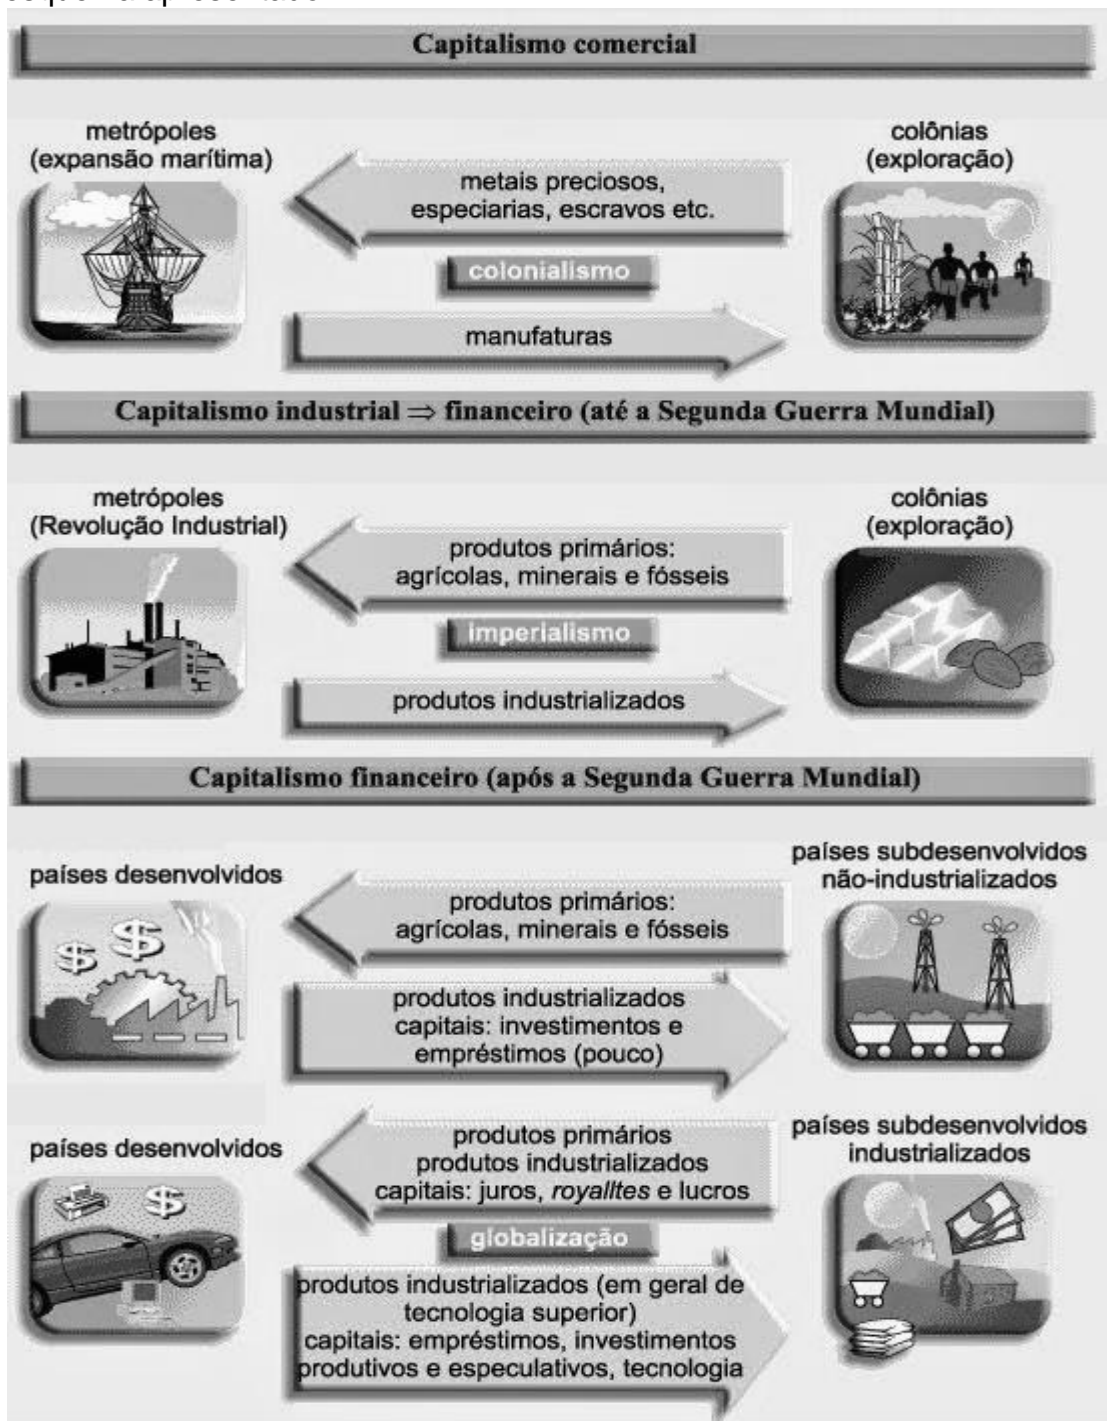 Capitalismo comercial
metrópoles
(expansão marítima)
colônias
(exploração)
metais preciosos,
especiarias, escravos etc.
colonialismo
manufaturas
Capitalismo industrial ⇒ financeiro (até a Segunda Guerra Mundial)
metrópoles
(Revolução Industrial)
colônias
(exploração)
produtos primários:
agrícolas, minerais e fósseis
imperialismo
produtos industrializados
Capitalismo financeiro (após a Segunda Guerra Mundial)
países desenvolvidos
países subdesenvolvidos
não-industrializados
produtos primários:
agrícolas, minerais e fósseis
produtos industrializados
capitais: investimentos e
empréstimos (pouco)
países desenvolvidos
países subdesenvolvidos
industrializados
produtos primários
produtos industrializados
capitais: juros, royalltes e lucros
globalização
produtos industrializados (em geral de
tecnologia superior)
capitais: empréstimos, investimentos
produtivos e especulativos, tecnologia